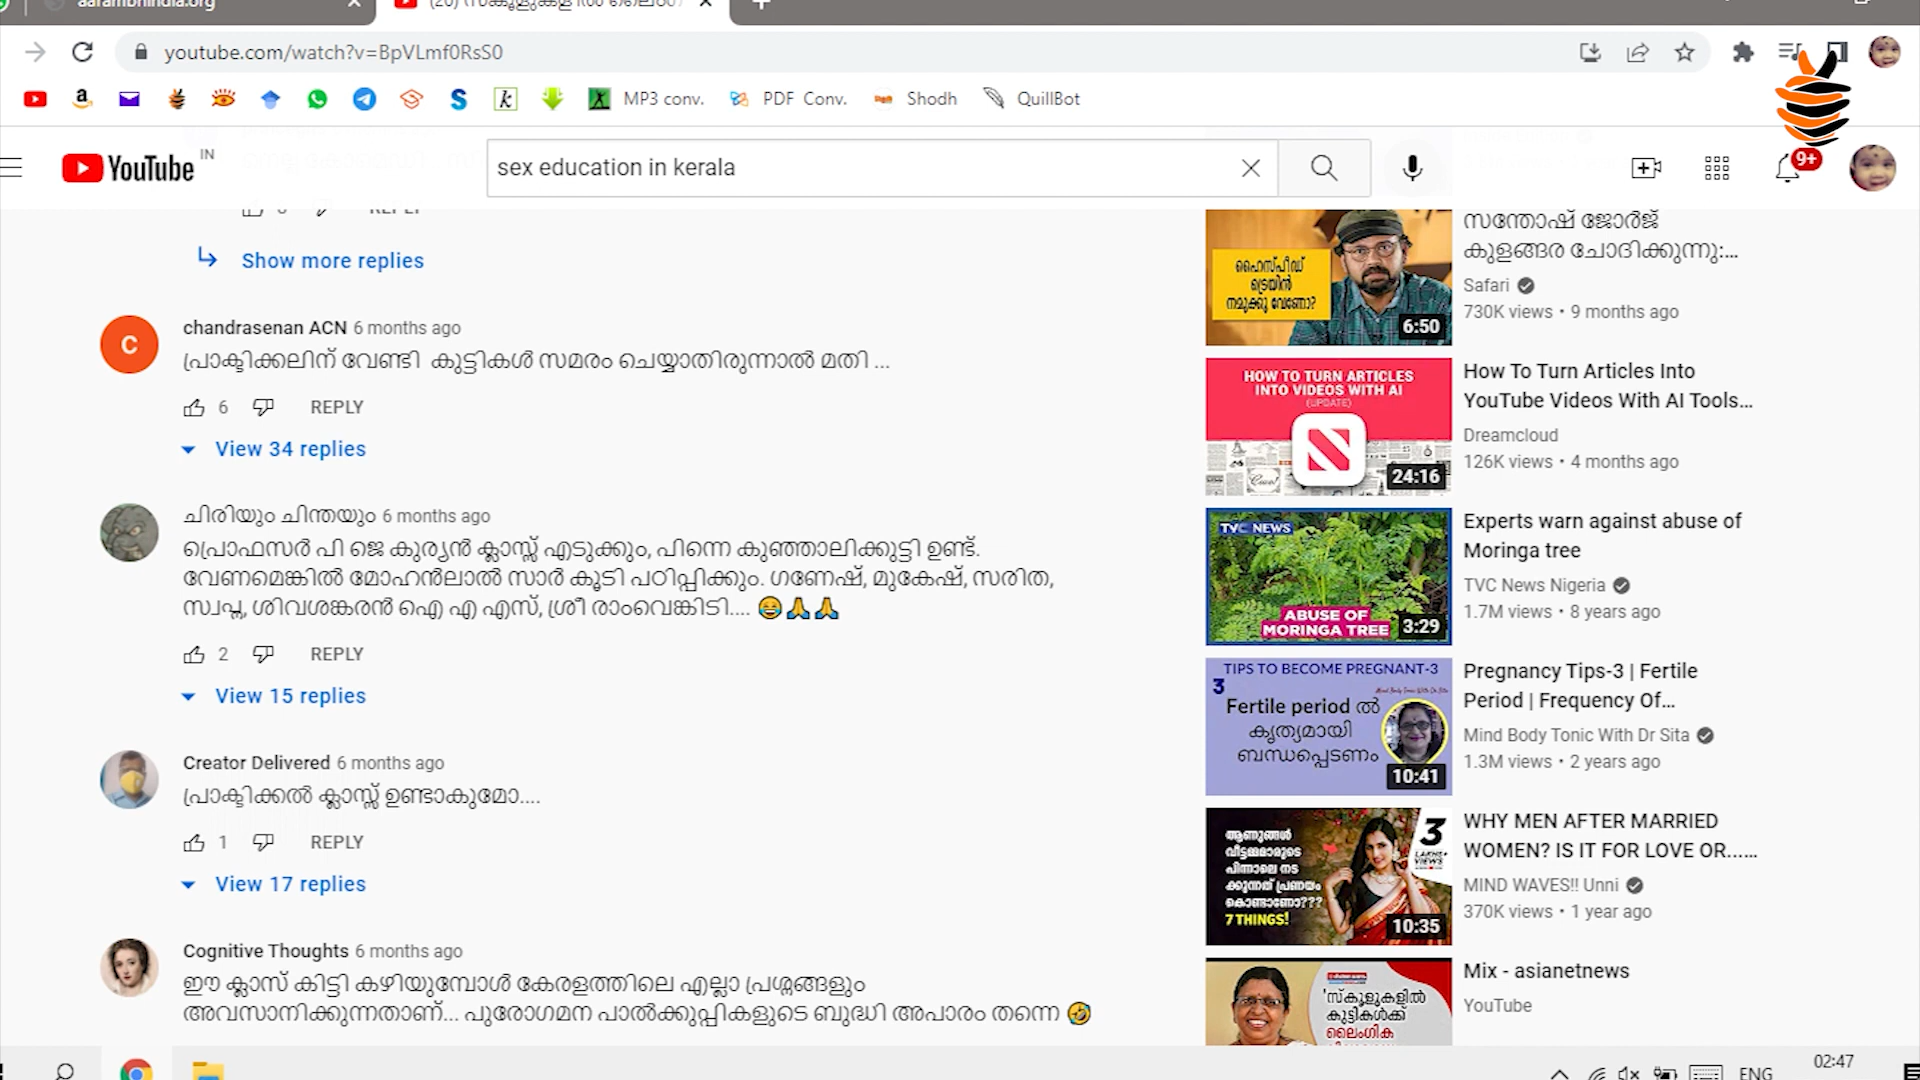 aarambhindia.org
youtube.com/watch?v=BpVLmf0RsS0
MP3 conv.
PDF Conv.
Shodh
QuillBot
YouTube IN
sex education in kerala
9+
REPLY
Show more replies
chandrasenan ACN 6 months ago
പ്രാക്ടിക്കലിന് വേണ്ടി കുട്ടികൾ സമരം ചെയ്യാതിരുന്നാൽ മതി ...
6 REPLY
View 34 replies
ചിരിയും ചിന്തയും 6 months ago
പ്രൊഫസർ പി ജെ കുര്യൻ ക്ലാസ്സ് എടുക്കും, പിന്നെ കുഞ്ഞാലിക്കുട്ടി ഉണ്ട്.
വേണമെങ്കിൽ മോഹൻലാൽ സാർ കൂടി പഠിപ്പിക്കും. ഗണേഷ്, മുകേഷ്, സരിത,
സ്വപ്ന, ശിവശങ്കരൻ ഐ എ എസ്, ശ്രീ രാംവെങ്കിടി.... 😂🙏🙏
2 REPLY
View 15 replies
Creator Delivered 6 months ago
പ്രാക്ടിക്കൽ ക്ലാസ്സ് ഉണ്ടാകുമോ....
1 REPLY
View 17 replies
Cognitive Thoughts 6 months ago
ഈ ക്ലാസ് കിട്ടി കഴിയുമ്പോൾ കേരളത്തിലെ എല്ലാ പ്രശ്നങ്ങളും
അവസാനിക്കുന്നതാണ്... പുരോഗമന പാൽക്കുപ്പികളുടെ ബുദ്ധി അപാരം തന്നെ 🤣
ഹൈസ്പീഡ്
ട്രെയിൻ
നമുക്കു വേണോ?
6:50
സന്തോഷ് ജോർജ്
കുളങ്ങര ചോദിക്കുന്നു:...
Safari
730K views • 9 months ago
HOW TO TURN ARTICLES
INTO VIDEOS WITH AI
(UPDATE)
24:16
How To Turn Articles Into
YouTube Videos With AI Tools...
Dreamcloud
126K views • 4 months ago
TVC NEWS
ABUSE OF
MORINGA TREE
3:29
Experts warn against abuse of
Moringa tree
TVC News Nigeria
1.7M views • 8 years ago
TIPS TO BECOME PREGNANT-3
3
Fertile period ൽ
കൃത്യമായി
ബന്ധപ്പെടണം
10:41
Pregnancy Tips-3 | Fertile
Period | Frequency Of...
Mind Body Tonic With Dr Sita
1.3M views • 2 years ago
ആണുങ്ങൾ
വീട്ടമ്മമാരുടെ
പിന്നാലെ നട
ക്കുന്നത് പ്രണയം
കൊണ്ടാണോ???
7 THINGS!
3
LAKHS+
VIEWS
10:35
WHY MEN AFTER MARRIED
WOMEN? IS IT FOR LOVE OR......
MIND WAVES!! Unni
370K views • 1 year ago
'സ്കൂളുകളിൽ
കുട്ടികൾക്ക്
ലൈംഗിക
Mix - asianetnews
YouTube
ENG
02:47